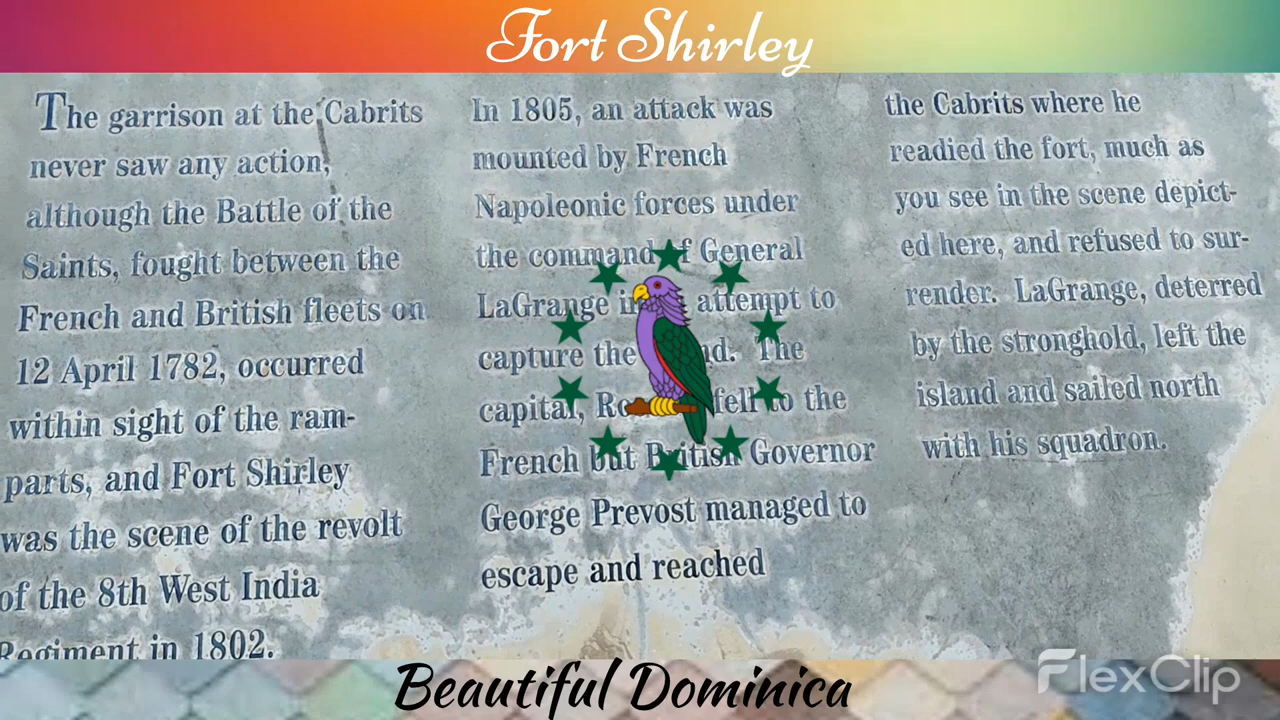 Fort Shirley
The garrison at the Cabrits
never saw any action,
although the Battle of the
Saints, fought between the
French and British fleets on
12 April 1782, occurred
within sight of the ram-
parts, and Fort Shirley
was the scene of the revolt
of the 8th West India
Regiment in 1802.
In 1805, an attack was
mounted by French
Napoleonic forces under
the command of General
LaGrange in attempt to
capture the The
capital, fell to the
French but British Governor
George Prevost managed to
escape and reached
the Cabrits where he
readied the fort, much as
you see in the scene depict-
ed here, and refused to sur-
render. LaGrange, deterred
by the stronghold, left the
island and sailed north
with his squadron.
Beautiful Dominica
FlexClip